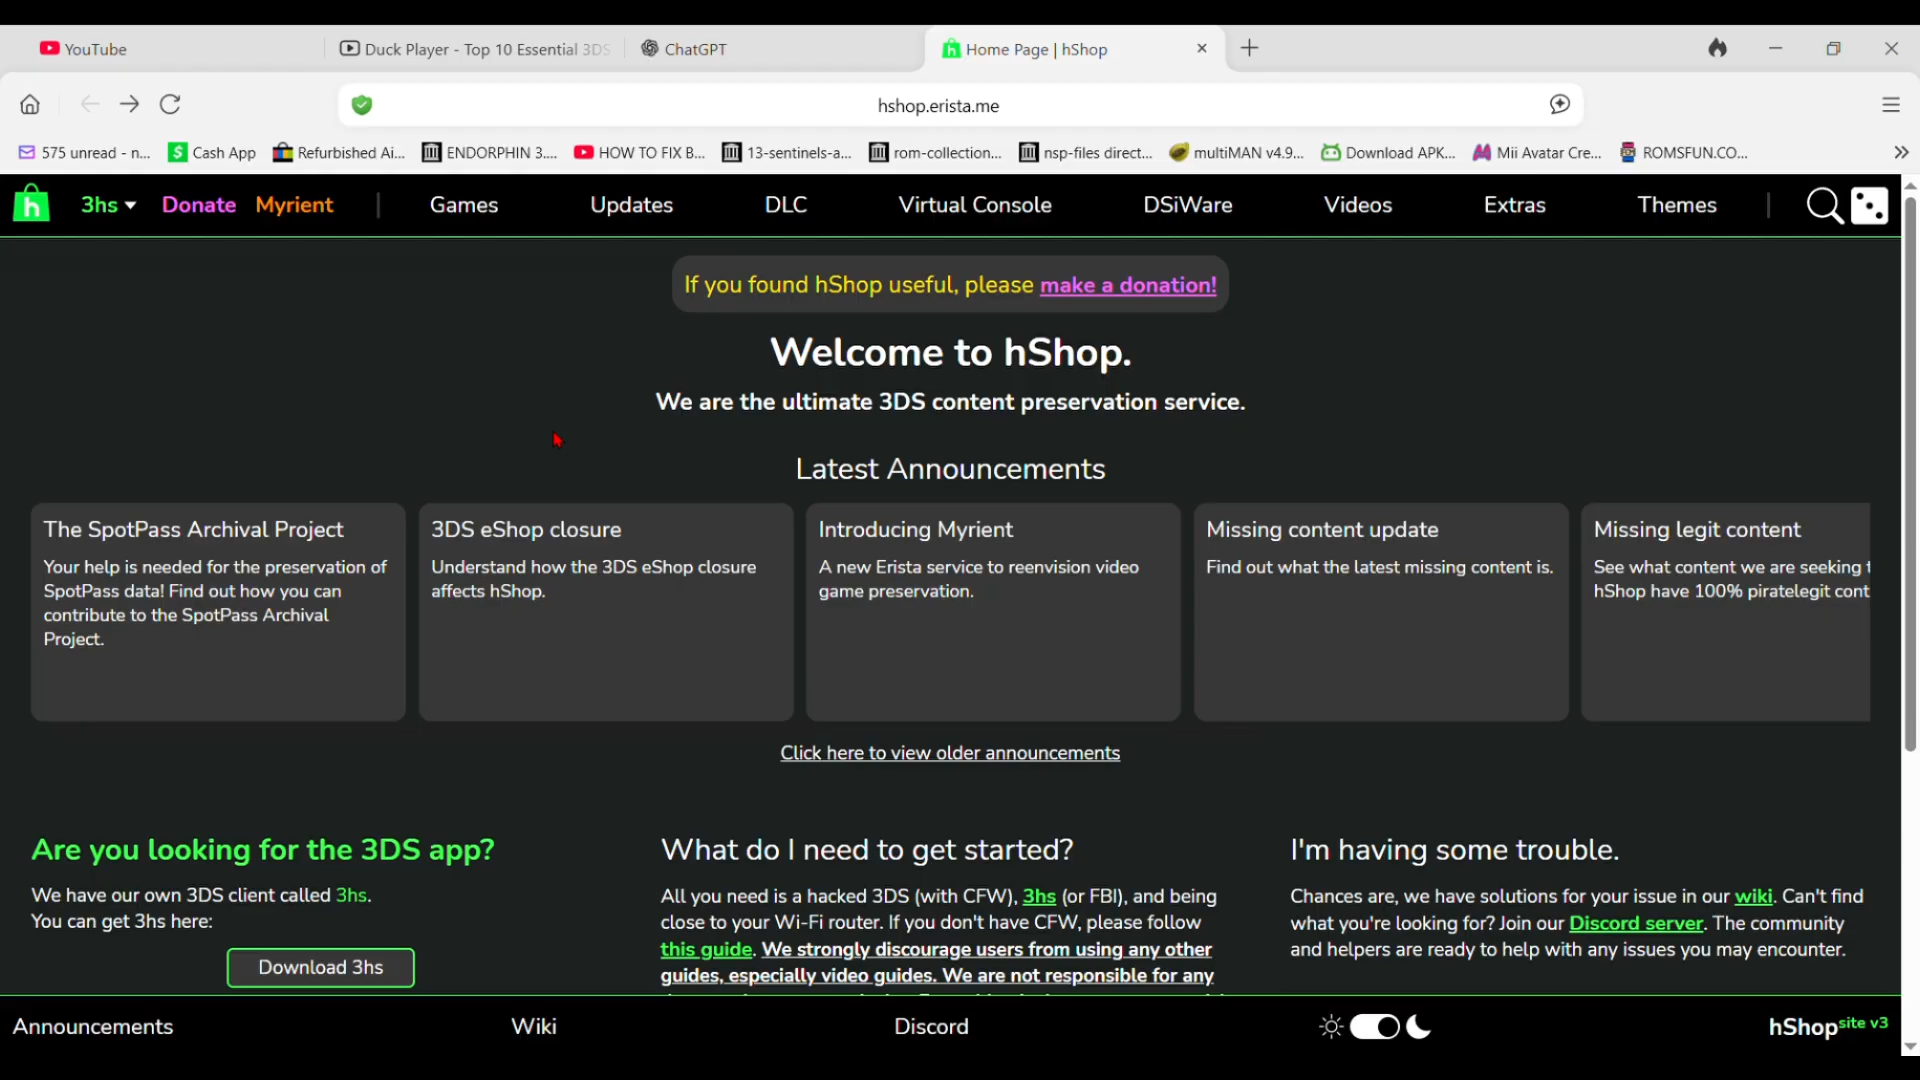 YouTube
Duck Player - Top 10 Essential 3DS
ChatGPT
Home Page | hShop
hshop.erista.me
575 unread - n...
Cash App
Refurbished Ai...
ENDORPHIN 3....
HOW TO FIX B...
13-sentinels-a...
rom-collection...
nsp-files direct...
multiMAN v4.9...
Download APK...
Mii Avatar Cre...
ROMSFUN.CO...
h
3hs
Donate
Myrient
Games
Updates
DLC
Virtual Console
DSiWare
Videos
Extras
Themes
If you found hShop useful, please make a donation!
Welcome to hShop.
We are the ultimate 3DS content preservation service.
Latest Announcements
The SpotPass Archival Project
Your help is needed for the preservation of
SpotPass data! Find out how you can
contribute to the SpotPass Archival
Project.
3DS eShop closure
Understand how the 3DS eShop closure
affects hShop.
Introducing Myrient
A new Erista service to reenvision video
game preservation.
Missing content update
Find out what the latest missing content is.
Missing legit content
See what content we are seeking
hShop have 100% piratelegit cont
Click here to view older announcements
Are you looking for the 3DS app?
We have our own 3DS client called 3hs.
You can get 3hs here:
Download 3hs
What do I need to get started?
All you need is a hacked 3DS (with CFW), 3hs (or FBI), and being
close to your Wi-Fi router. If you don't have CFW, please follow
this guide. We strongly discourage users from using any other
guides, especially video guides. We are not responsible for any
I'm having some trouble.
Chances are, we have solutions for your issue in our wiki. Can't find
what you're looking for? Join our Discord server. The community
and helpers are ready to help with any issues you may encounter.
Announcements
Wiki
Discord
hShop site v3